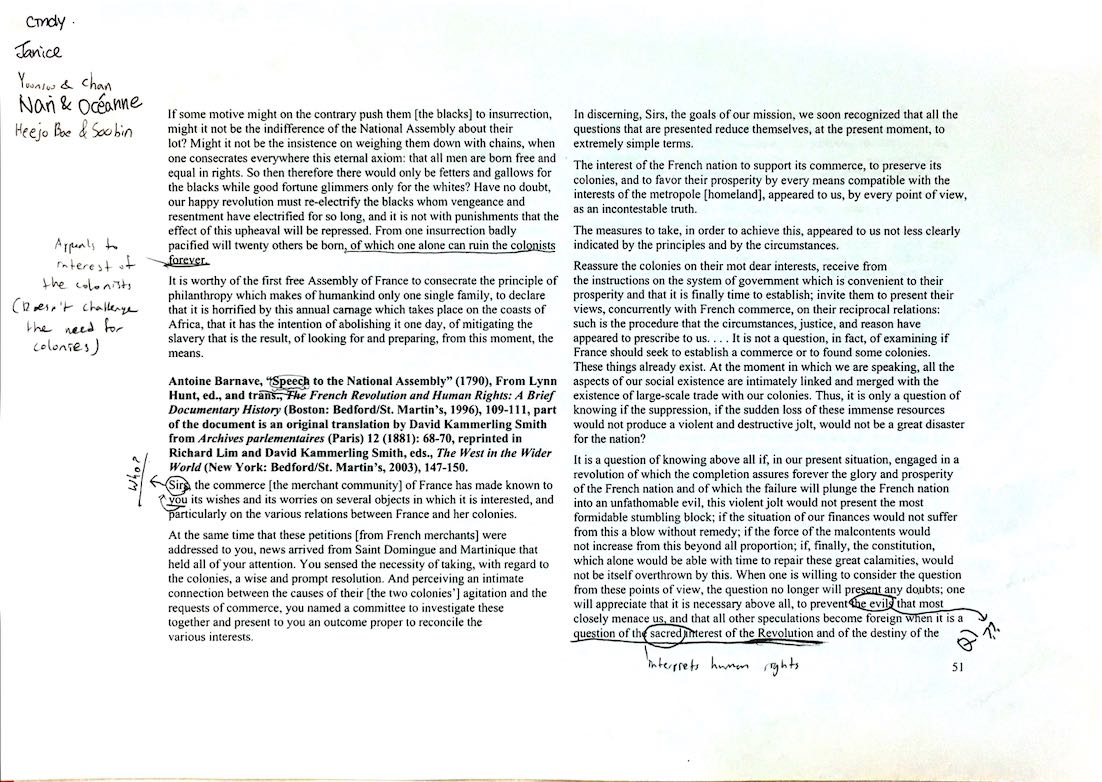 Cindy.
Janice
Yoonsoo & Chan
Nari & Océanne
Heejo Bae & Soobin
Appeals to
interest of
the colonists
(Doesn't challenge
the need for
colonies)
who?
If some motive might on the contrary push them [the blacks] to insurrection,
might it not be the indifference of the National Assembly about their
lot? Might it not be the insistence on weighing them down with chains, when
one consecrates everywhere this eternal axiom: that all men are born free and
equal in rights. So then therefore there would only be fetters and gallows for
the blacks while good fortune glimmers only for the whites? Have no doubt,
our happy revolution must re-electrify the blacks whom vengeance and
resentment have electrified for so long, and it is not with punishments that the
effect of this upheaval will be repressed. From one insurrection badly
pacified will twenty others be born, of which one alone can ruin the colonists
forever.
It is worthy of the first free Assembly of France to consecrate the principle of
philanthropy which makes of humankind only one single family, to declare
that it is horrified by this annual carnage which takes place on the coasts of
Africa, that it has the intention of abolishing it one day, of mitigating the
slavery that is the result, of looking for and preparing, from this moment, the
means.
Antoine Barnave, “Speech to the National Assembly” (1790), From Lynn
Hunt, ed., and trans., The French Revolution and Human Rights: A Brief
Documentary History (Boston: Bedford/St. Martin’s, 1996), 109-111, part
of the document is an original translation by David Kammerling Smith
from Archives parlementaires (Paris) 12 (1881): 68-70, reprinted in
Richard Lim and David Kammerling Smith, eds., The West in the Wider
World (New York: Bedford/St. Martin’s, 2003), 147-150.
Sirs, the commerce [the merchant community] of France has made known to
you its wishes and its worries on several objects in which it is interested, and
particularly on the various relations between France and her colonies.
At the same time that these petitions [from French merchants] were
addressed to you, news arrived from Saint Domingue and Martinique that
held all of your attention. You sensed the necessity of taking, with regard to
the colonies, a wise and prompt resolution. And perceiving an intimate
connection between the causes of their [the two colonies’] agitation and the
requests of commerce, you named a committee to investigate these
together and present to you an outcome proper to reconcile the
various interests.
In discerning, Sirs, the goals of our mission, we soon recognized that all the
questions that are presented reduce themselves, at the present moment, to
extremely simple terms.
The interest of the French nation to support its commerce, to preserve its
colonies, and to favor their prosperity by every means compatible with the
interests of the metropole [homeland], appeared to us, by every point of view,
as an incontestable truth.
The measures to take, in order to achieve this, appeared to us not less clearly
indicated by the principles and by the circumstances.
Reassure the colonies on their mot dear interests, receive from
the instructions on the system of government which is convenient to their
prosperity and that it is finally time to establish; invite them to present their
views, concurrently with French commerce, on their reciprocal relations:
such is the procedure that the circumstances, justice, and reason have
appeared to prescribe to us. . . . It is not a question, in fact, of examining if
France should seek to establish a commerce or to found some colonies.
These things already exist. At the moment in which we are speaking, all the
aspects of our social existence are intimately linked and merged with the
existence of large-scale trade with our colonies. Thus, it is only a question of
knowing if the suppression, if the sudden loss of these immense resources
would not produce a violent and destructive jolt, would not be a great disaster
for the nation?
It is a question of knowing above all if, in our present situation, engaged in a
revolution of which the completion assures forever the glory and prosperity
of the French nation and of which the failure will plunge the French nation
into an unfathomable evil, this violent jolt would not present the most
formidable stumbling block; if the situation of our finances would not suffer
from this a blow without remedy; if the force of the malcontents would
not increase from this beyond all proportion; if, finally, the constitution,
which alone would be able with time to repair these great calamities, would
not be itself overthrown by this. When one is willing to consider the question
from these points of view, the question no longer will present any doubts; one
will appreciate that it is necessary above all, to prevent the evils that most
closely menace us, and that all other speculations become foreign when it is a
question of the sacred interest of the Revolution and of the destiny of the
interprets human rights
51